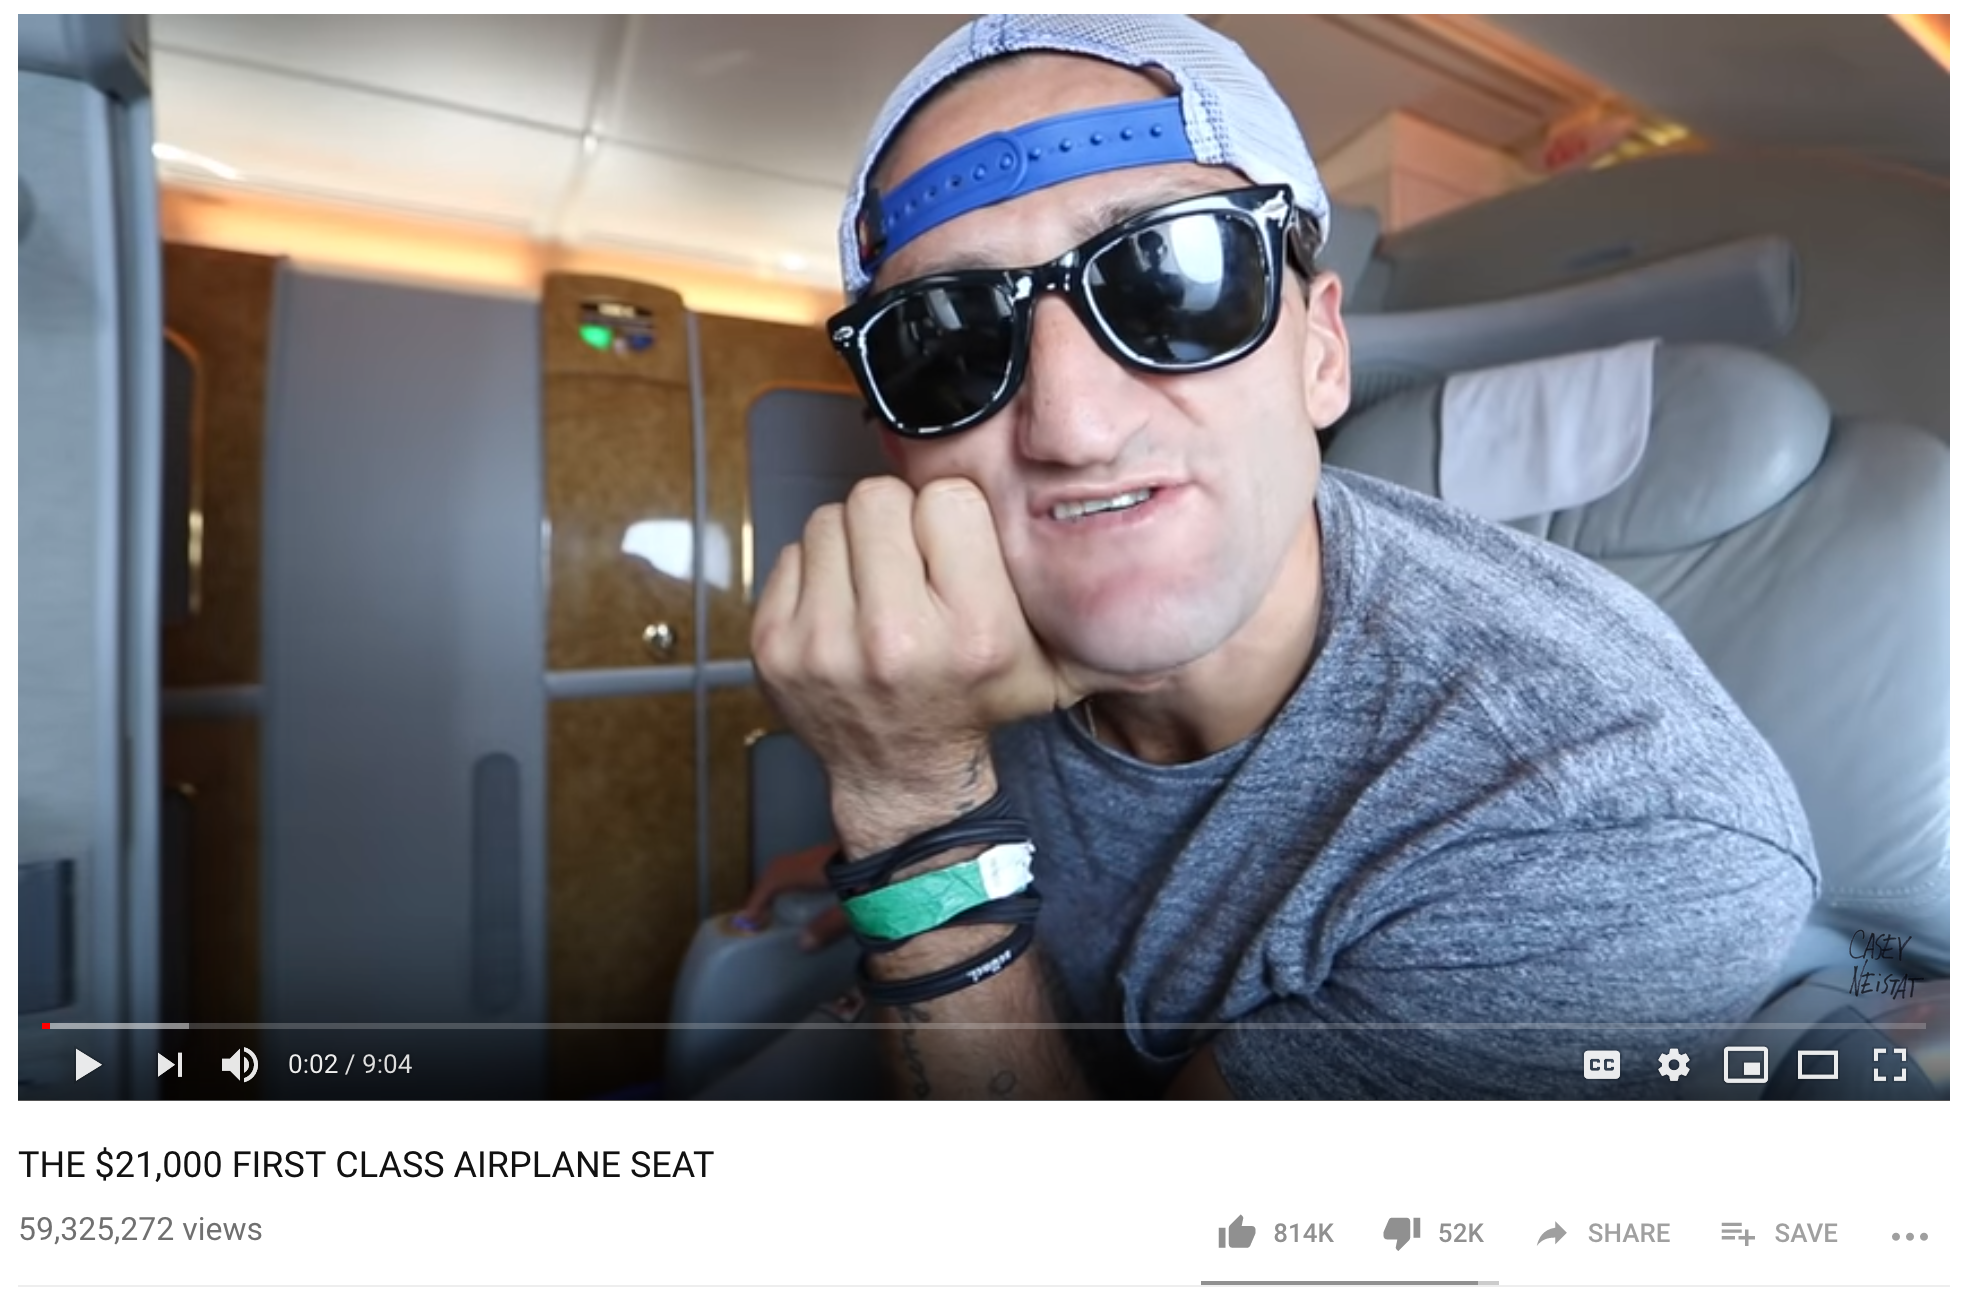 CASEY
NEiSTAT
0:02 / 9:04
CC
THE $21,000 FIRST CLASS AIRPLANE SEAT
59,325,272 views
814K 52K SHARE SAVE